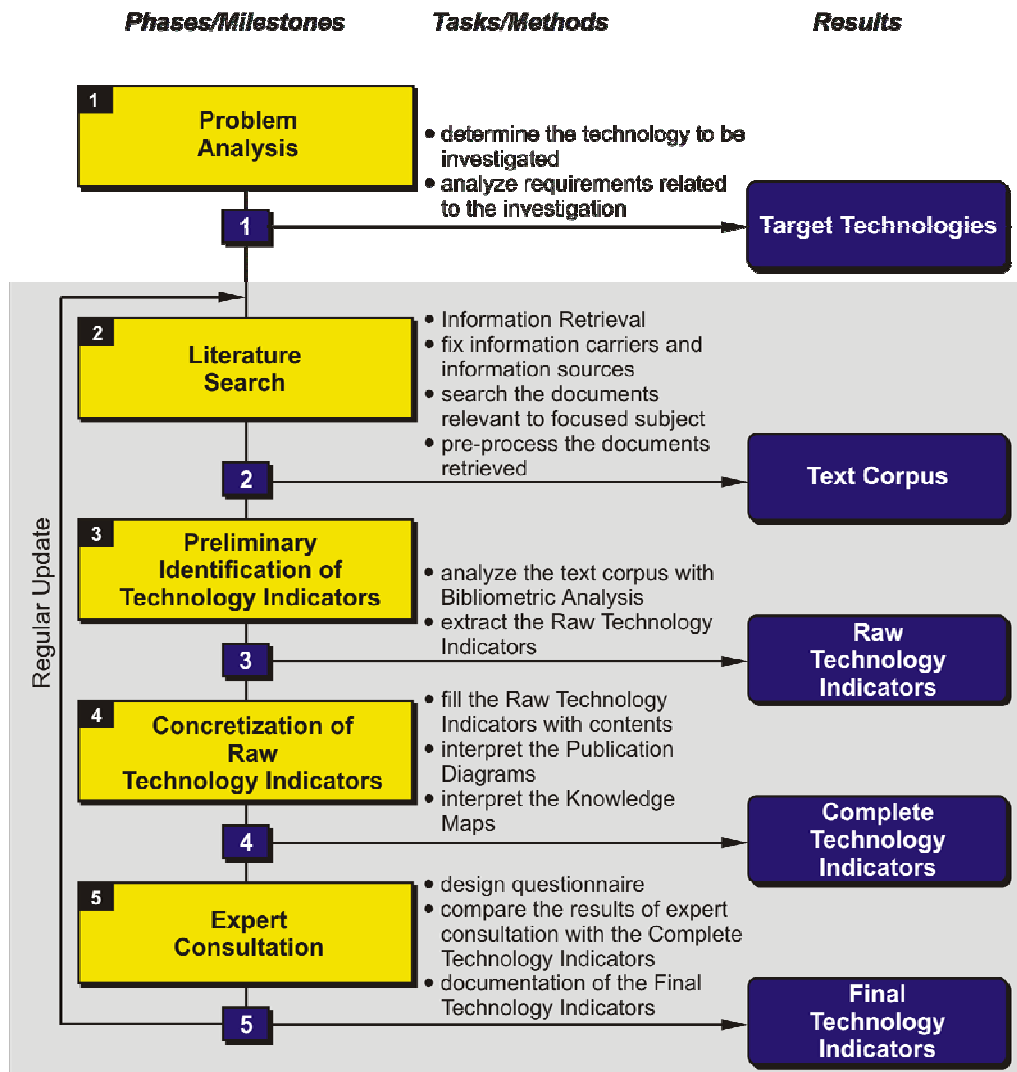 Phases/Milestones Tasks/Methods Results
1
Problem
Analysis
• determine the technology to be
investigated
• analyze requirements related
to the investigation
1
Target Technologies
2
Literature
Search
• Information Retrieval
• fix information carriers and
information sources
• search the documents
relevant to focused subject
• pre-process the documents
retrieved
2
Text Corpus
3
Preliminary
Identification of
Technology Indicators
• analyze the text corpus with
Bibliometric Analysis
• extract the Raw Technology
Indicators
3
Raw
Technology
Indicators
4
Concretization of
Raw
Technology Indicators
• fill the Raw Technology
Indicators with contents
• interpret the Publication
Diagrams
• interpret the Knowledge
Maps
4
Complete
Technology
Indicators
5
Expert
Consultation
• design questionnaire
• compare the results of expert
consultation with the Complete
Technology Indicators
• documentation of the Final
Technology Indicators
5
Final
Technology
Indicators
Regular Update